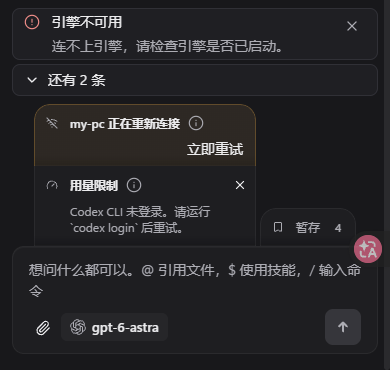 引擎不可用
连不上引擎，请检查引擎是否已启动。
还有 2 条
my-pc 正在重新连接
立即重试
用量限制
Codex CLI 未登录。请运行
`codex login` 后重试。
暂存 4
想问什么都可以。@ 引用文件，$ 使用技能，/ 输入命
令
gpt-6-astra